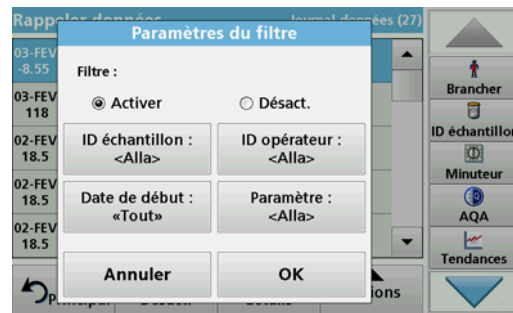 Rappeler données
Journal données (27)
Paramètres du filtre
03-FEV
-8.55
Filtre :
Activer
Désact.
03-FEV
118
02-FEV
18.5
ID échantillon :
<Alla>
ID opérateur :
<Alla>
02-FEV
18.5
Date de début :
«Tout»
Paramètre :
<Alla>
02-FEV
18.5
Annuler
OK
Brancher
ID échantillon
Minuteur
AQA
Tendances